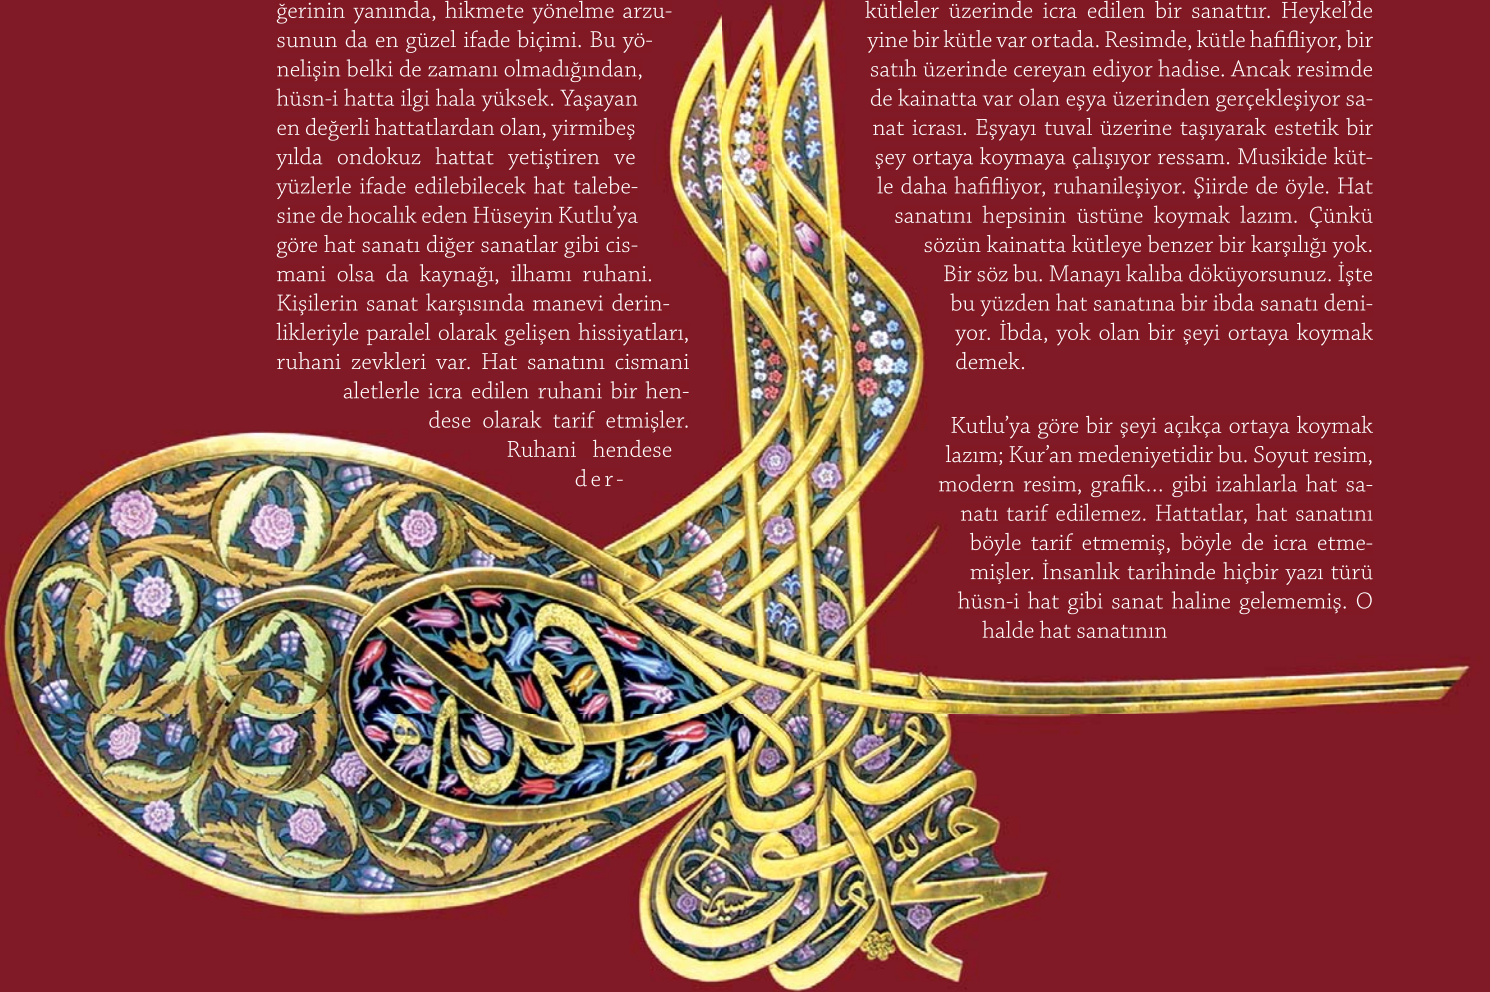 ğerinin yanında, hikmete yönelme arzu-
sunun da en güzel ifade biçimi. Bu yö-
nelişin belki de zamanı olmadığından,
hüsn-i hatta ilgi hala yüksek. Yaşayan
en değerli hattatlardan olan, yirmibeş
yılda ondokuz hattat yetiştiren ve
yüzlerle ifade edilebilecek hat talebe-
sine de hocalık eden Hüseyin Kutlu’ya
göre hat sanatı diğer sanatlar gibi cis-
mani olsa da kaynağı, ilhamı ruhani.
Kişilerin sanat karşısında manevi derin-
likleriyle paralel olarak gelişen hissiyatları,
ruhani zevkleri var. Hat sanatını cismani
aletlerle icra edilen ruhani bir hen-
dese olarak tarif etmişler.
Ruhani hendese
der-
kütleler üzerinde icra edilen bir sanattır. Heykel’de
yine bir kütle var ortada. Resimde, kütle hafifliyor, bir
satıh üzerinde cereyan ediyor hadise. Ancak resimde
de kainatta var olan eşya üzerinden gerçekleşiyor sa-
nat icrası. Eşyayı tuval üzerine taşıyarak estetik bir
şey ortaya koymaya çalışıyor ressam. Musikide küt-
le daha hafifliyor, ruhanileşiyor. Şiirde de öyle. Hat
sanatını hepsinin üstüne koymak lazım. Çünkü
sözün kainatta kütleye benzer bir karşılığı yok.
Bir söz bu. Manayı kalıba döküyorsunuz. İşte
bu yüzden hat sanatına bir ibda sanatı deni-
yor. İbda, yok olan bir şeyi ortaya koymak
demek.
Kutlu’ya göre bir şeyi açıkça ortaya koymak
lazım; Kur’an medeniyetidir bu. Soyut resim,
modern resim, grafik... gibi izahlarla hat sa-
natı tarif edilemez. Hattatlar, hat sanatını
böyle tarif etmemiş, böyle de icra etme-
mişler. İnsanlık tarihinde hiçbir yazı türü
hüsn-i hat gibi sanat haline gelememiş. O
halde hat sanatının
الله
محمد
حسين